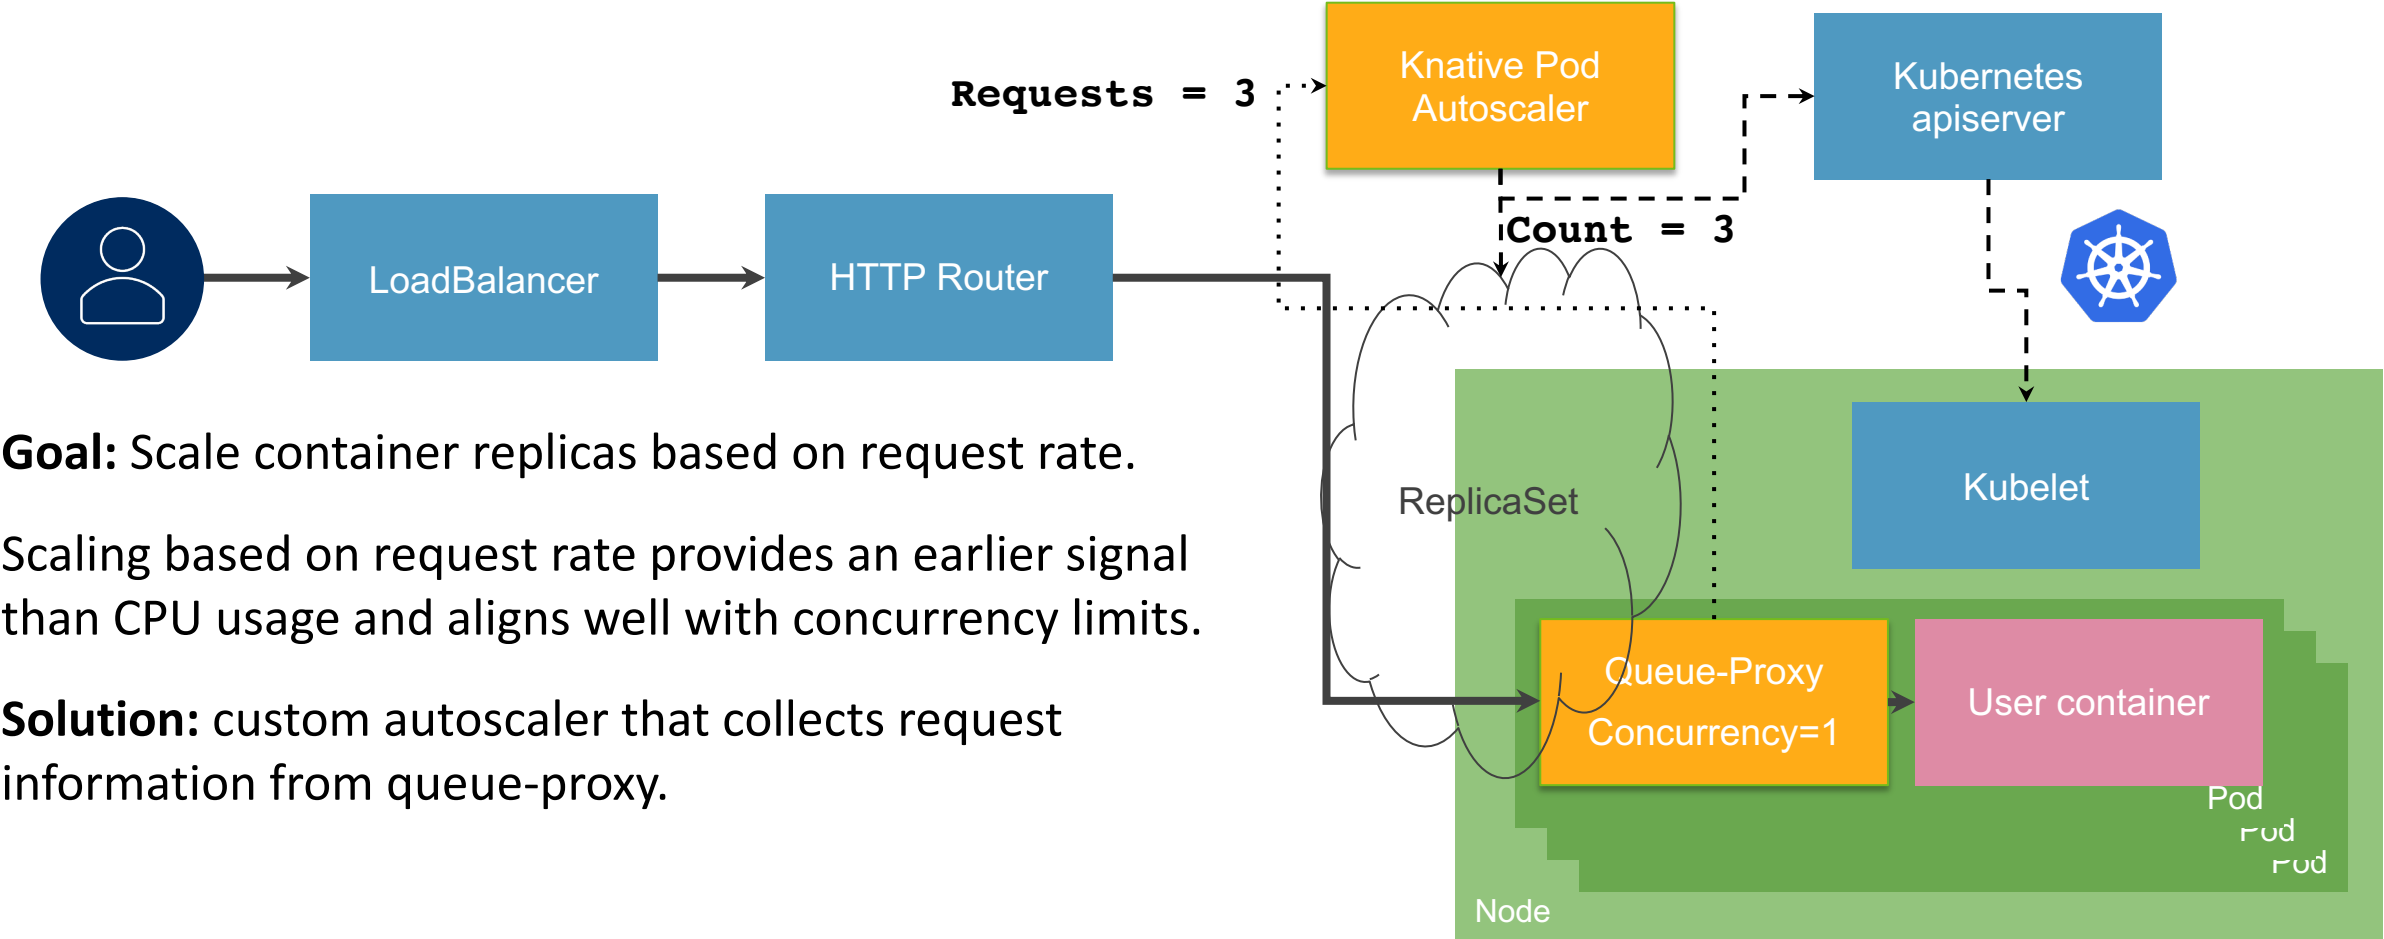 Knative Pod
Autoscaler
Kubernetes
apiserver
Requests = 3
Count = 3
LoadBalancer
HTTP Router
Goal: Scale container replicas based on request rate.
Scaling based on request rate provides an earlier signal
than CPU usage and aligns well with concurrency limits.
Solution: custom autoscaler that collects request
information from queue-proxy.
ReplicaSet
Kubelet
Queue-Proxy
Concurrency=1
User container
Pod
Pod
Pod
Node